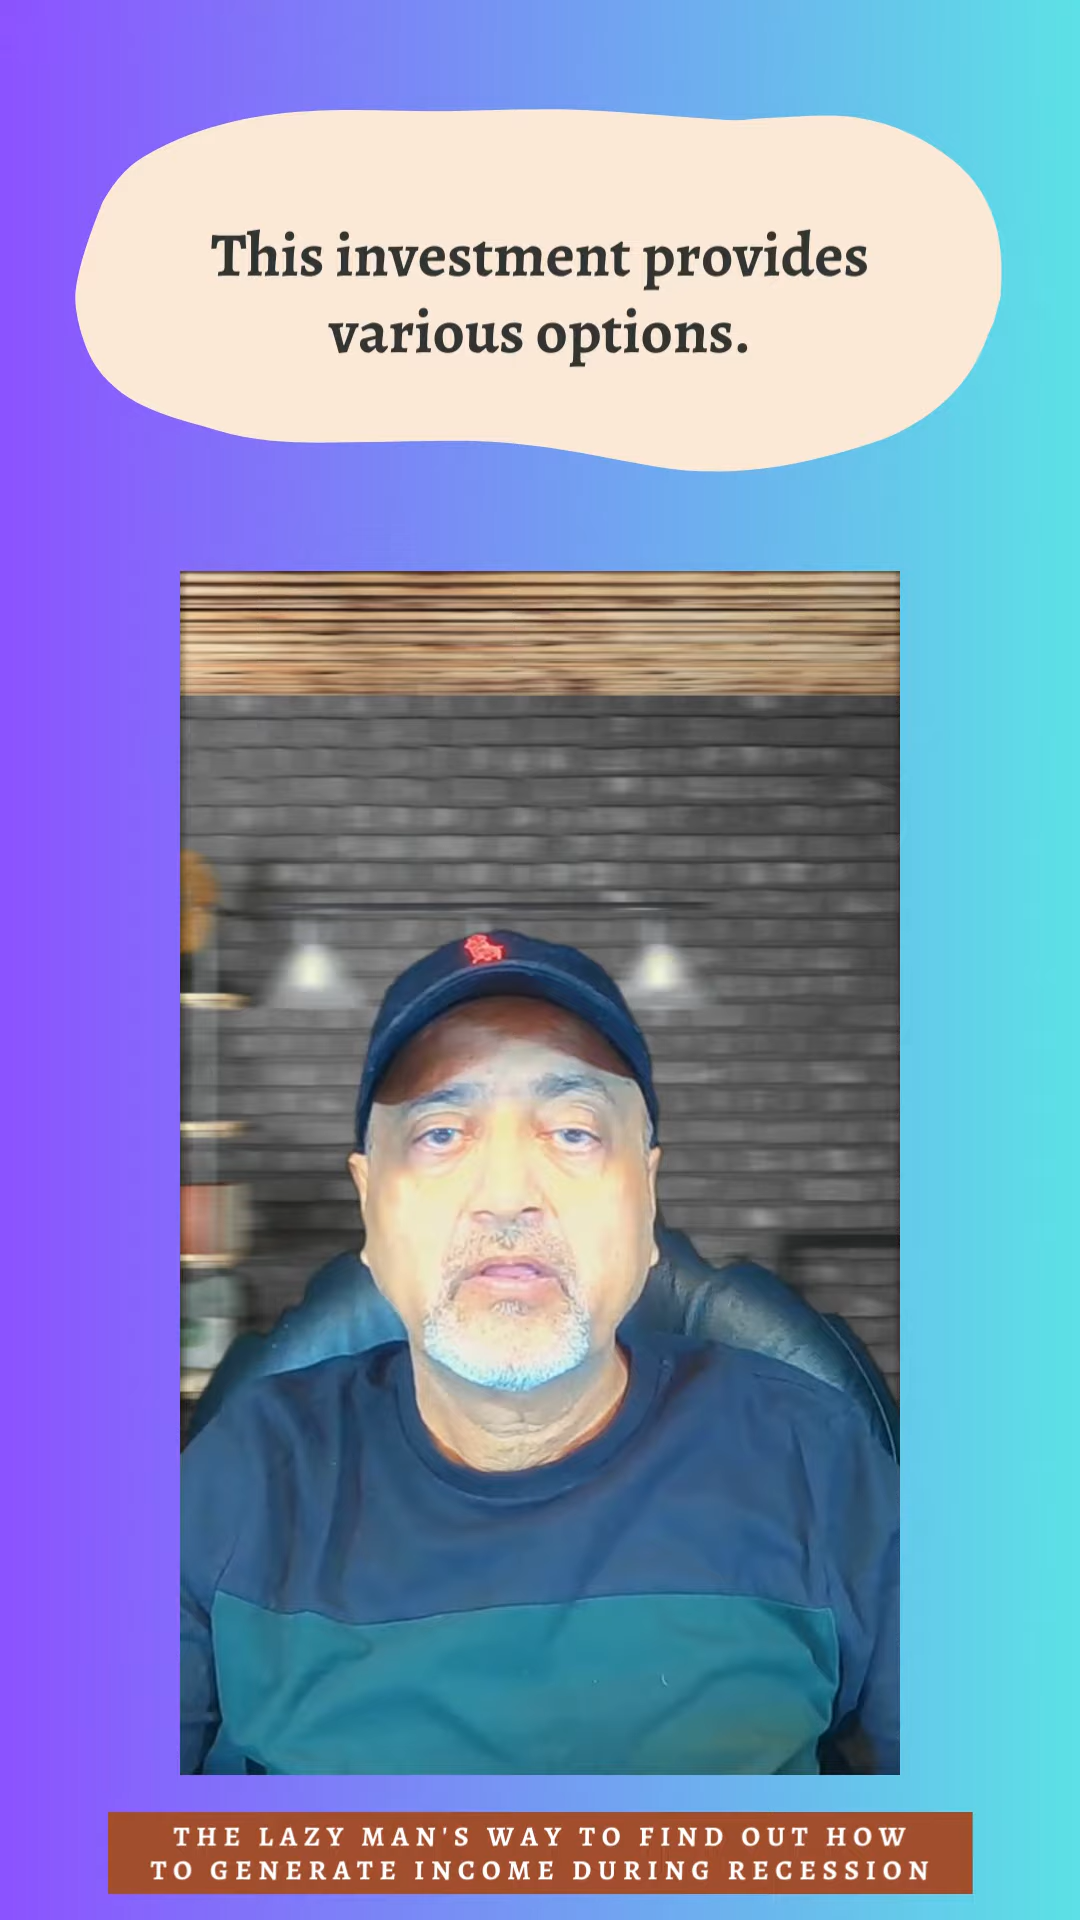 This investment provides
various options.
THE LAZY MAN'S WAY TO FIND OUT HOW
TO GENERATE INCOME DURING RECESSION